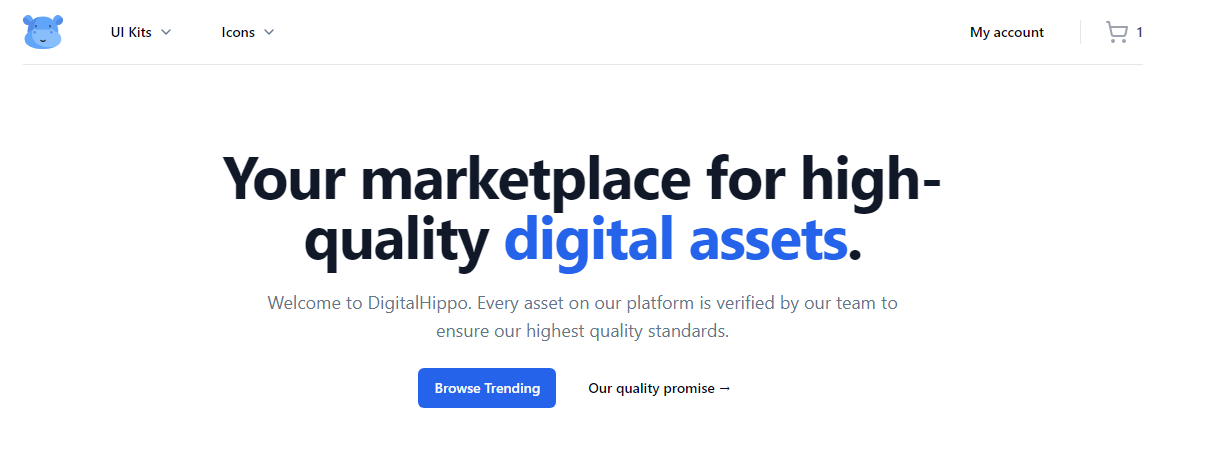 UI Kits
Icons
My account
1
Your marketplace for high-
quality digital assets.
Welcome to DigitalHippo. Every asset on our platform is verified by our team to
ensure our highest quality standards.
Browse Trending
Our quality promise →